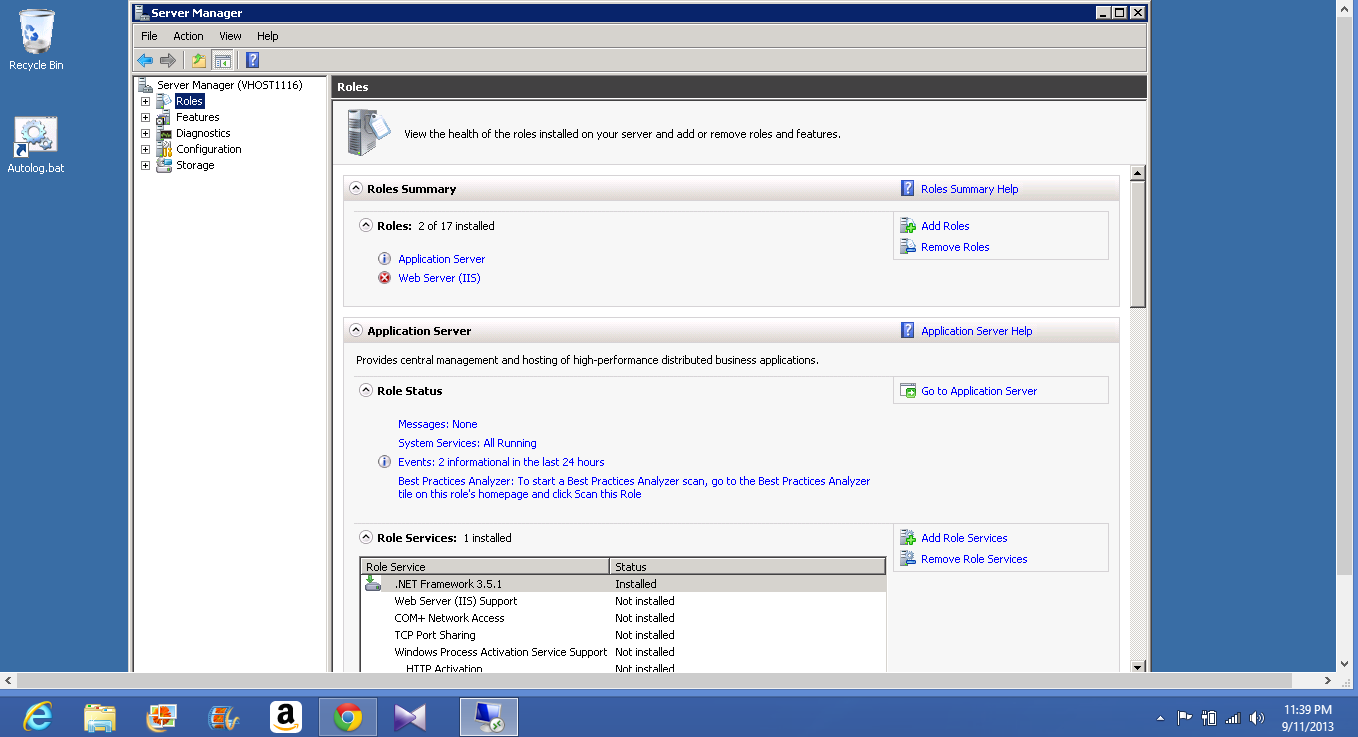 Recycle Bin
Autolog.bat
Server Manager
File Action View Help
Server Manager (VHOST1116)
Roles
Features
Diagnostics
Configuration
Storage
Roles
View the health of the roles installed on your server and add or remove roles and features.
Roles Summary
Roles Summary Help
Roles: 2 of 17 installed
Add Roles
Remove Roles
Application Server
Web Server (IIS)
Application Server
Application Server Help
Provides central management and hosting of high-performance distributed business applications.
Role Status
Go to Application Server
Messages: None
System Services: All Running
Events: 2 informational in the last 24 hours
Best Practices Analyzer: To start a Best Practices Analyzer scan, go to the Best Practices Analyzer
tile on this role's homepage and click Scan this Role
Role Services: 1 installed
Add Role Services
Remove Role Services
Role Service Status
.NET Framework 3.5.1 Installed
Web Server (IIS) Support Not installed
COM+ Network Access Not installed
TCP Port Sharing Not installed
Windows Process Activation Service Support Not installed
HTTP Activation Not installed
11:39 PM
9/11/2013